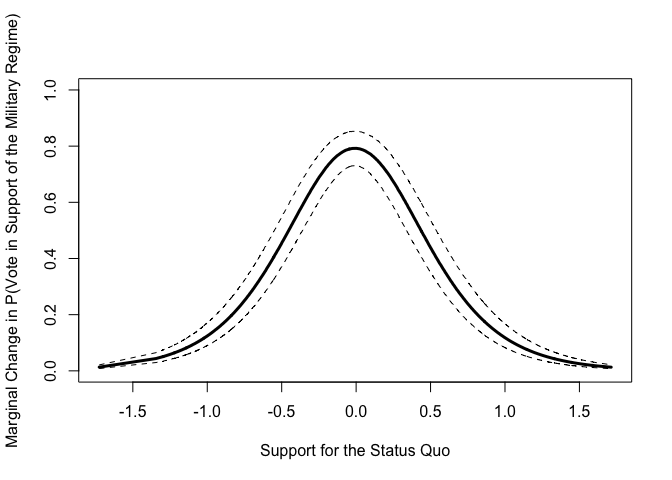 Marginal Change in P(Vote in Support of the Military Regime)
1.0
0.8
0.6
0.4
0.2
0.0
-1.5 -1.0 -0.5 0.0 0.5 1.0 1.5
Support for the Status Quo